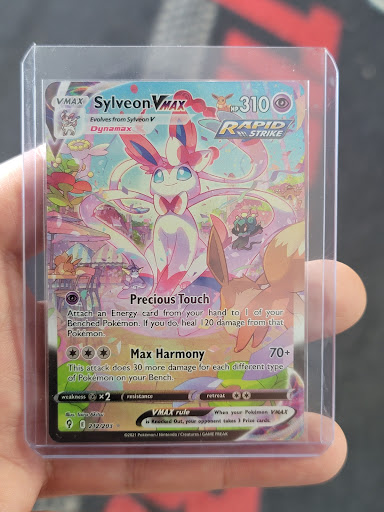 VMAX
Sylveon VMAX
HP 310
Evolves from Sylveon V
Dynamax
RAPID
STRIKE
Precious Touch
Attach an Energy card from your hand to 1 of your
Benched Pokémon. If you do, heal 120 damage from that
Pokémon.
Max Harmony 70+
This attack does 30 more damage for each different type
of Pokémon on your Bench.
weakness ×2 resistance retreat
VMAX rule
When your Pokémon VMAX
is Knocked Out, your opponent takes 3 Prize cards.
212/203
©2021 Pokémon / Nintendo / Creatures / GAME FREAK